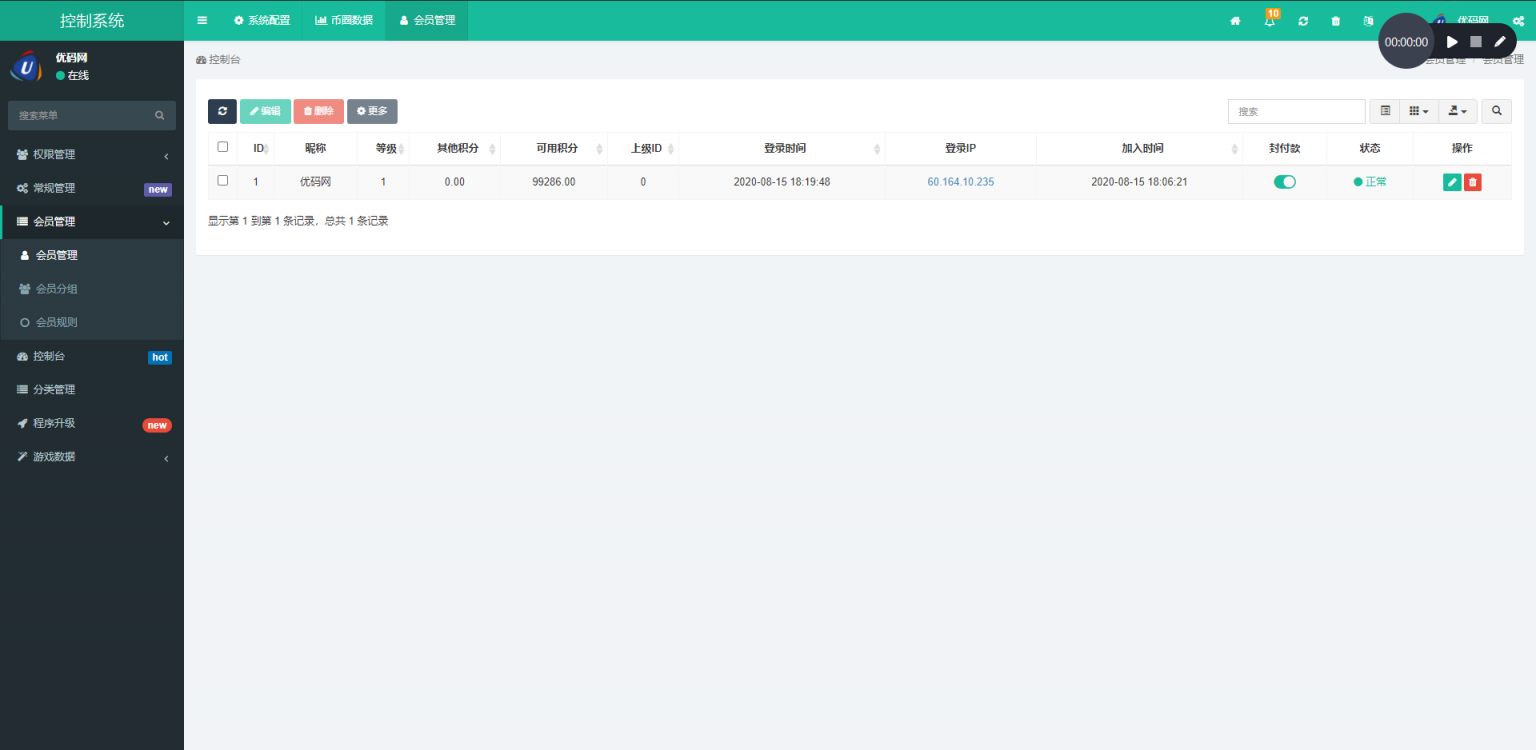 控制系统
系统配置
币圈数据
会员管理
10
优码网
00:00:00
优码网
在线
控制台
会员管理 / 会员管理
搜索菜单
权限管理
常规管理 new
会员管理
会员管理
会员分组
会员规则
控制台 hot
分类管理
程序升级 new
游戏数据
编辑
删除
更多
搜索
ID 昵称 等级 其他积分 可用积分 上级ID 登录时间 登录IP 加入时间 封付款 状态 操作
1 优码网 1 0.00 99286.00 0 2020-08-15 18:19:48 60.164.10.235 2020-08-15 18:06:21 正常
显示第 1 到第 1 条记录，总共 1 条记录